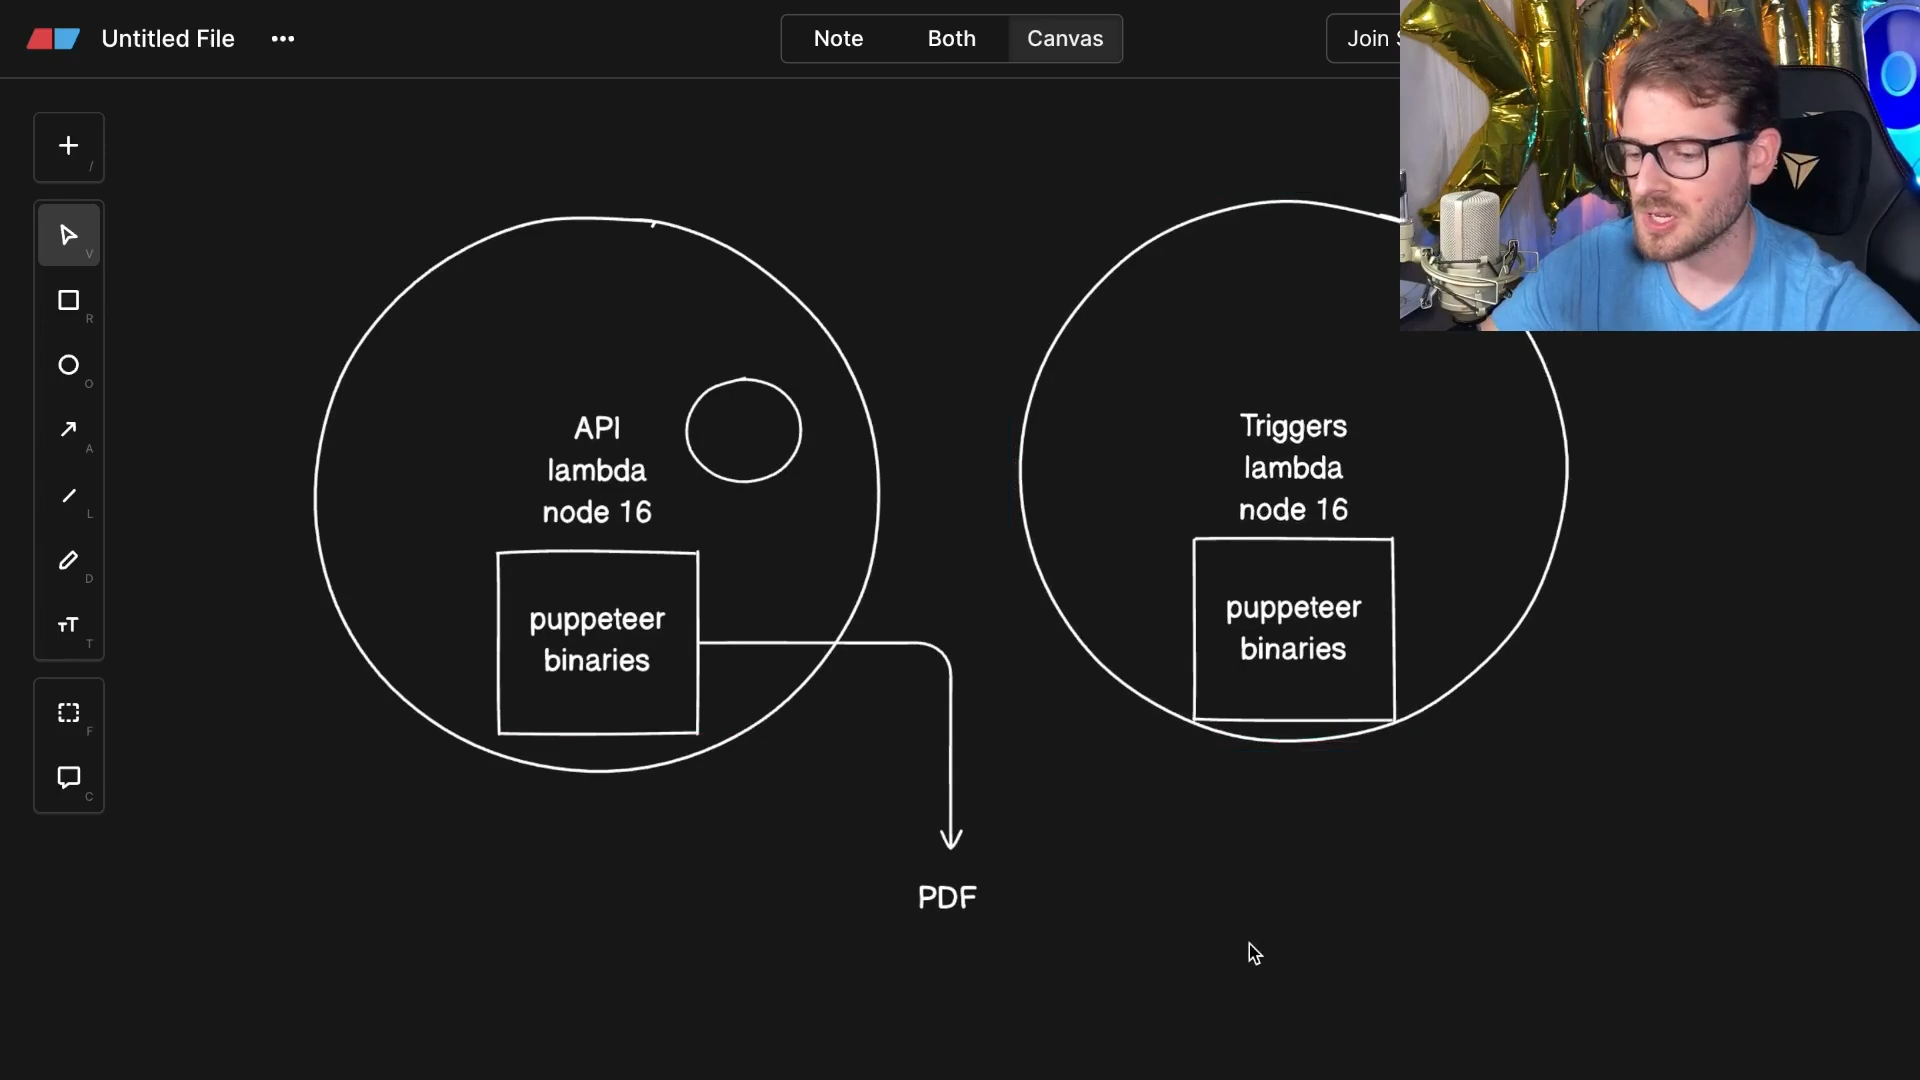 Untitled File
Note
Both
Canvas
Join S
/
V
R
O
A
L
D
T
F
C
API
lambda
node 16
puppeteer
binaries
Triggers
lambda
node 16
puppeteer
binaries
PDF